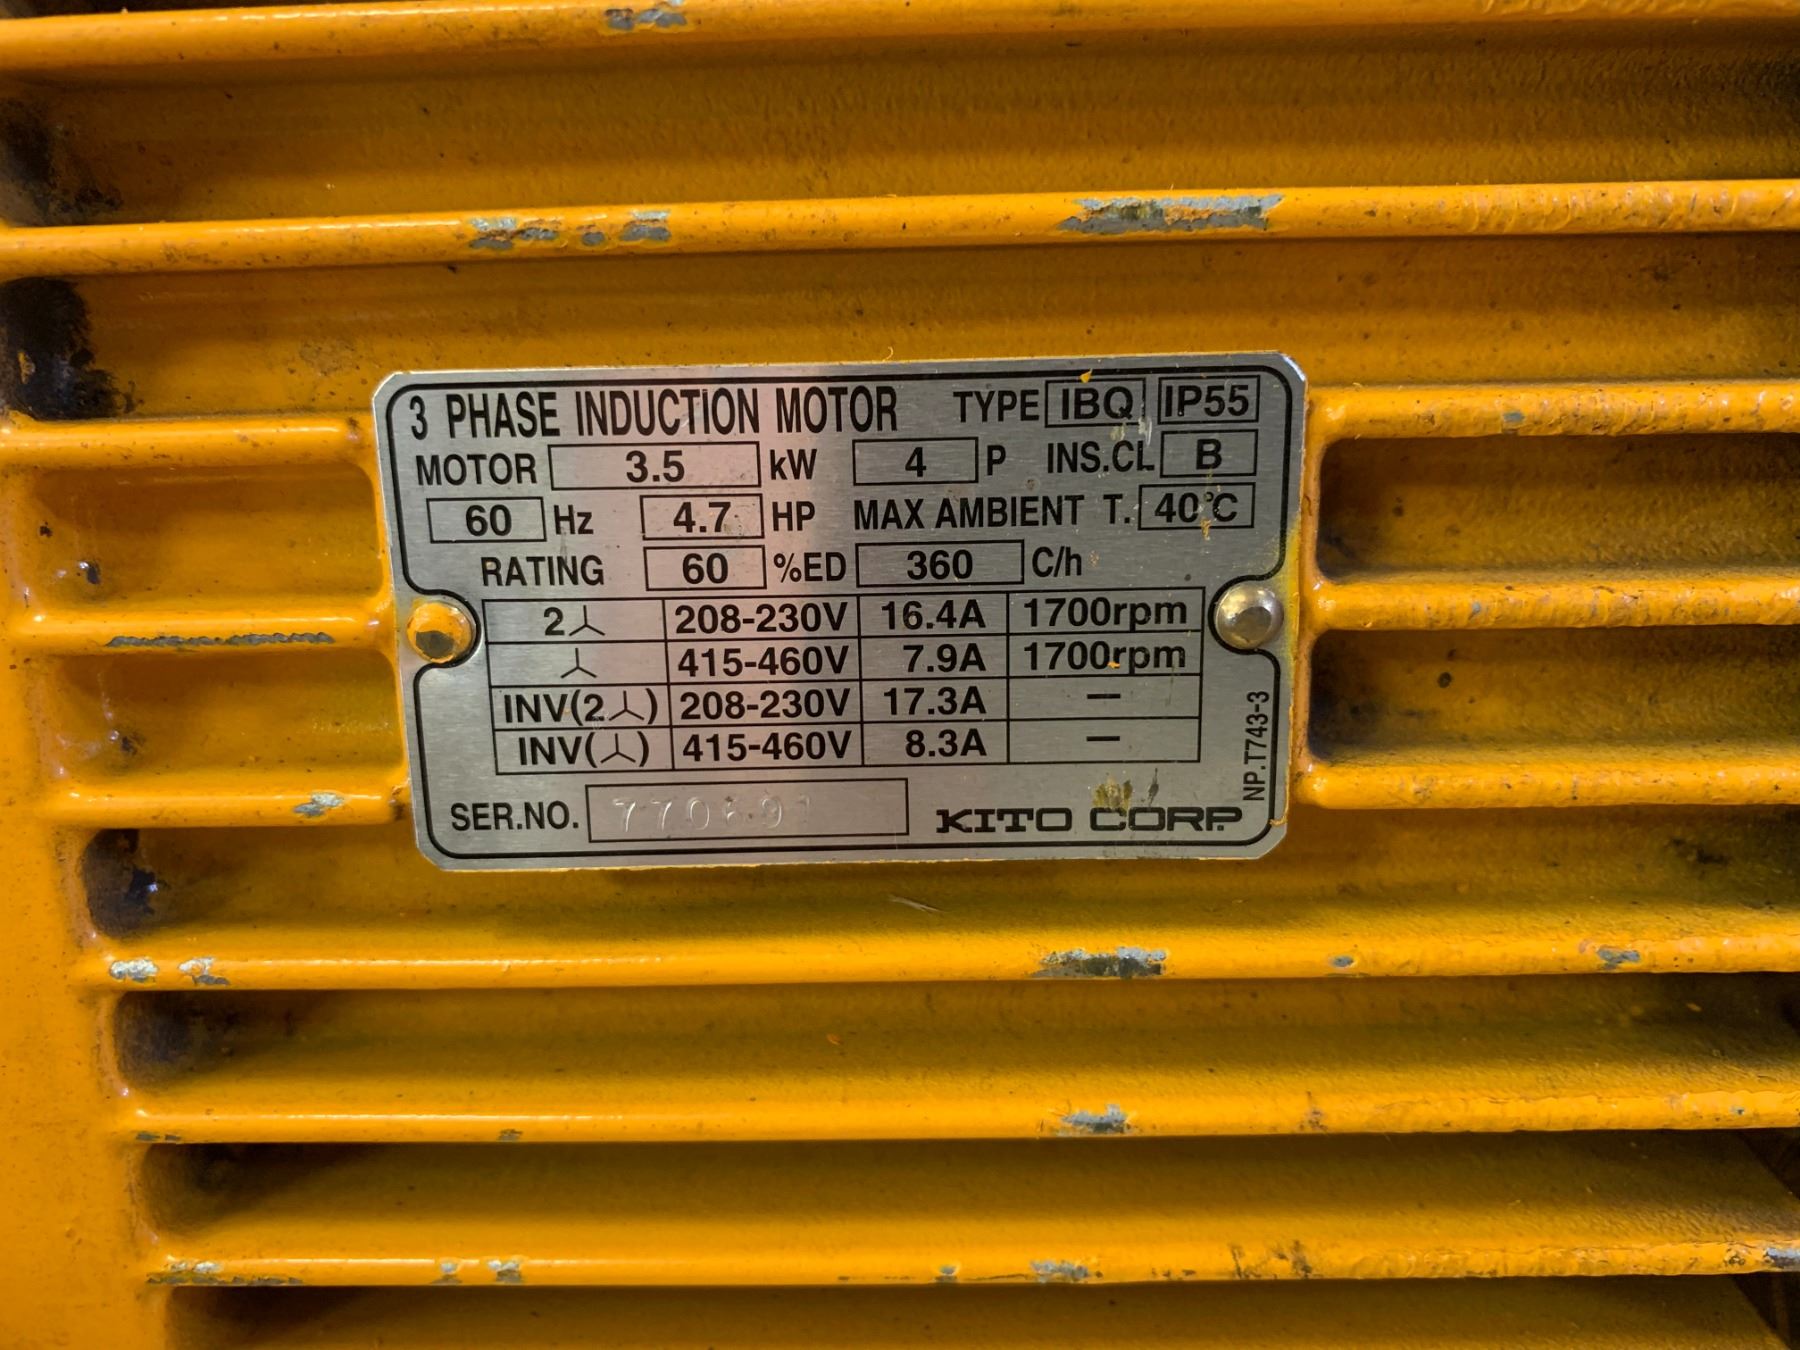 3 PHASE INDUCTION MOTOR TYPE IBQ IP55
MOTOR 3.5 kW 4 P INS.CL B
60 Hz 4.7 HP MAX AMBIENT T. 40°C
RATING 60 %ED 360 C/h
2⅄ 208-230V 16.4A 1700rpm
⅄ 415-460V 7.9A 1700rpm
INV(2⅄) 208-230V 17.3A —
INV(⅄) 415-460V 8.3A —
SER.NO. KITO CORP.
NP.T743-3